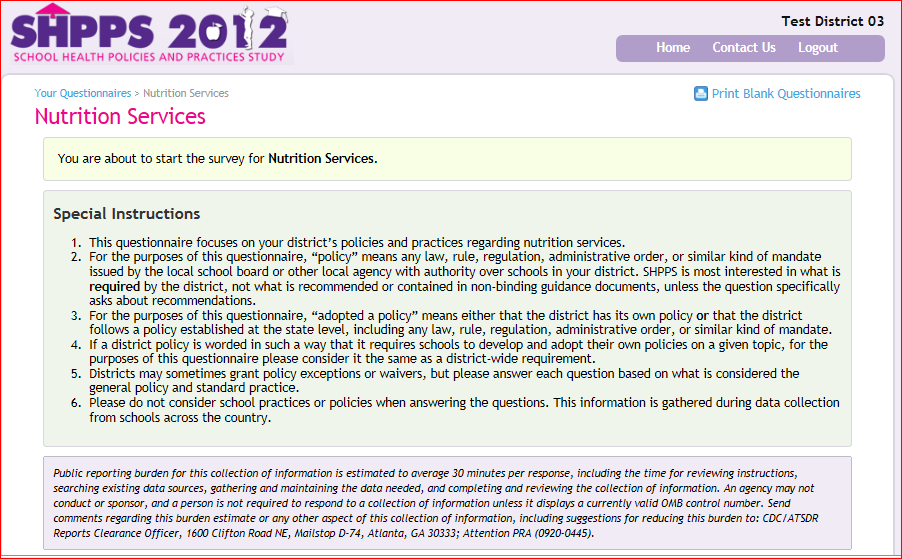 SHPPS 2012
SCHOOL HEALTH POLICIES AND PRACTICES STUDY
Test District 03
Home Contact Us Logout
Your Questionnaires > Nutrition Services
Print Blank Questionnaires
Nutrition Services
You are about to start the survey for Nutrition Services.
Special Instructions
1. This questionnaire focuses on your district's policies and practices regarding nutrition services.
2. For the purposes of this questionnaire, “policy” means any law, rule, regulation, administrative order, or similar kind of mandate
issued by the local school board or other local agency with authority over schools in your district. SHPPS is most interested in what is
required by the district, not what is recommended or contained in non-binding guidance documents, unless the question specifically
asks about recommendations.
3. For the purposes of this questionnaire, “adopted a policy” means either that the district has its own policy or that the district
follows a policy established at the state level, including any law, rule, regulation, administrative order, or similar kind of mandate.
4. If a district policy is worded in such a way that it requires schools to develop and adopt their own policies on a given topic, for the
purposes of this questionnaire please consider it the same as a district-wide requirement.
5. Districts may sometimes grant policy exceptions or waivers, but please answer each question based on what is considered the
general policy and standard practice.
6. Please do not consider school practices or policies when answering the questions. This information is gathered during data collection
from schools across the country.
Public reporting burden for this collection of information is estimated to average 30 minutes per response, including the time for reviewing instructions,
searching existing data sources, gathering and maintaining the data needed, and completing and reviewing the collection of information. An agency may not
conduct or sponsor, and a person is not required to respond to a collection of information unless it displays a currently valid OMB control number. Send
comments regarding this burden estimate or any other aspect of this collection of information, including suggestions for reducing this burden to: CDC/ATSDR
Reports Clearance Officer, 1600 Clifton Road NE, Mailstop D-74, Atlanta, GA 30333; Attention PRA (0920-0445).